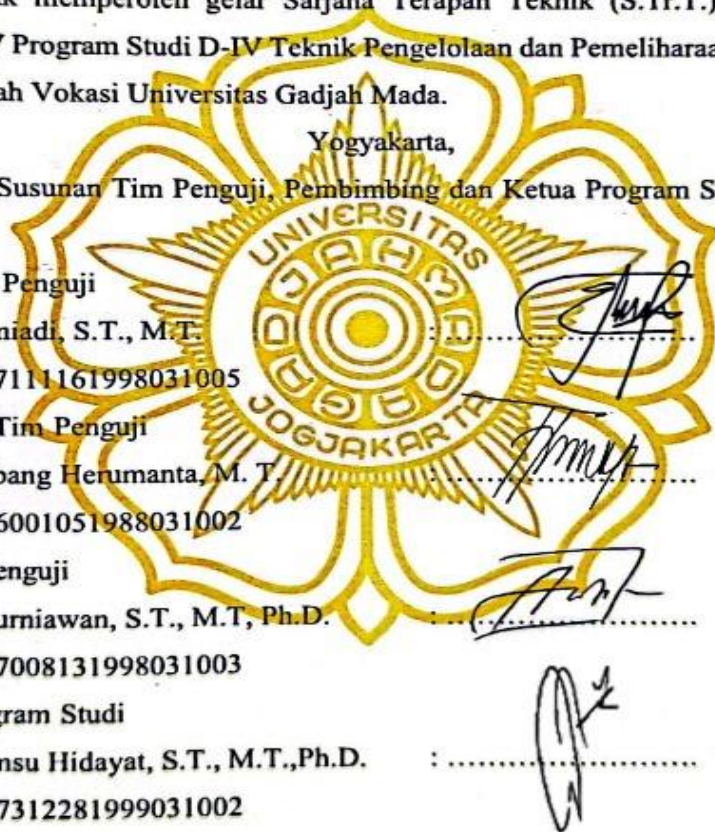 memperoleh gelar Sarjana Terapan Teknik (S.Tr.T.)
Program Studi D-IV Teknik Pengelolaan dan Pemeliharaa
ah Vokasi Universitas Gadjah Mada.
Yogyakarta,
Susunan Tim Penguji, Pembimbing dan Ketua Program S
UNIVERSITAS
GADJAH MADA
JOGJAKARTA
Penguji
niadi, S.T., M.T. :
7111161998031005
Tim Penguji
bang Herumanta, M. T. :
6001051988031002
enguji
urniawan, S.T., M.T, Ph.D. :
7008131998031003
gram Studi
nsu Hidayat, S.T., M.T.,Ph.D. :
7312281999031002